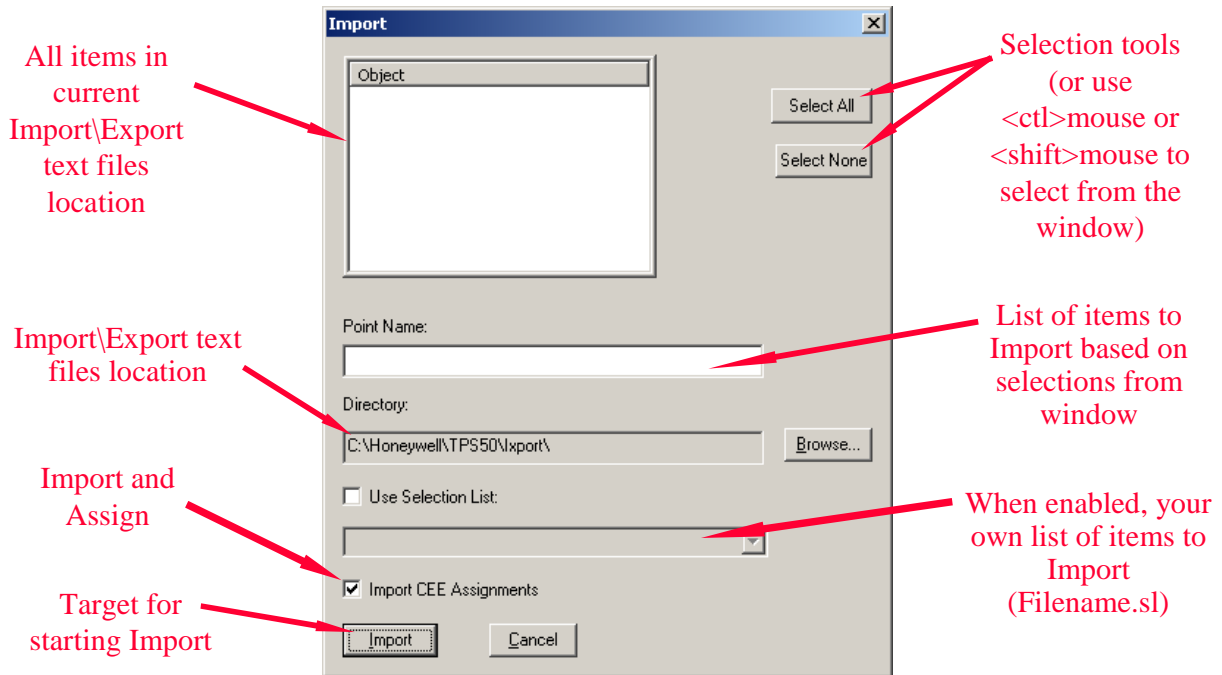 Import
All items in
current
Import\Export
text files
location
Object
Select All
Select None
Selection tools
(or use
<ctl>mouse or
<shift>mouse to
select from the
window)
Point Name:
Import\Export text
files location
List of items to
Import based on
selections from
window
Directory:
C:\Honeywell\TPS50\Ixport\
Browse...
Import and
Assign
Use Selection List:
When enabled, your
own list of items to
Import
(Filename.sl)
Import CEE Assignments
Target for
starting Import
Import
Cancel